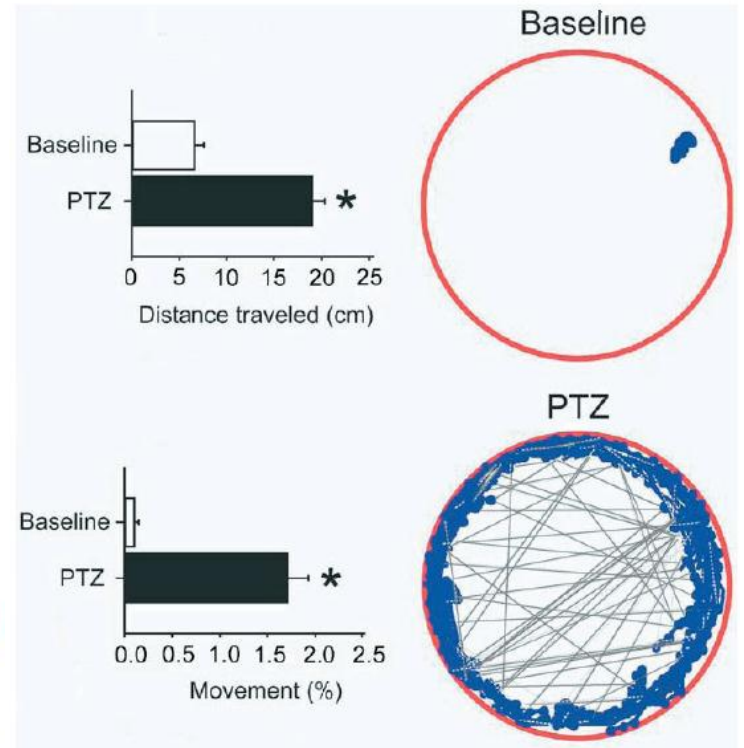 Baseline
Baseline
PTZ *
0 5 10 15 20 25
Distance traveled (cm)
PTZ
Baseline
PTZ *
0.0 0.5 1.0 1.5 2.0 2.5
Movement (%)